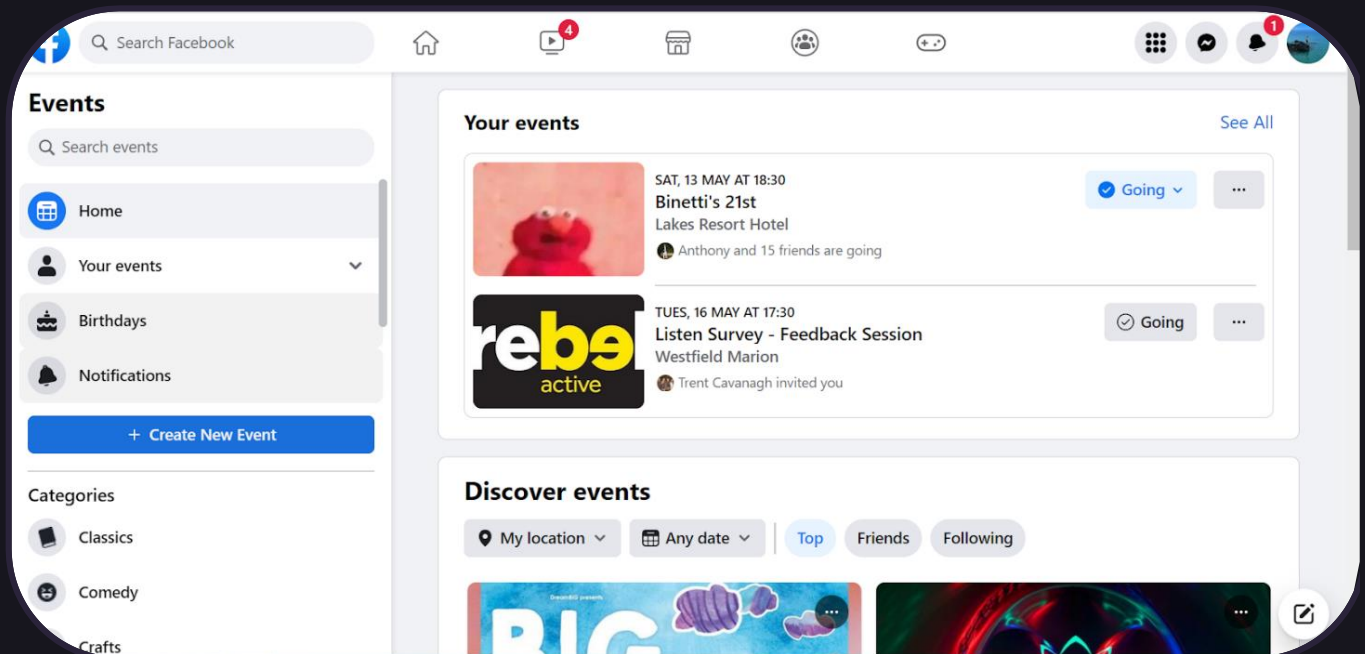 Search Facebook
4
1
Events
Search events
Home
Your events
Birthdays
Notifications
+ Create New Event
Categories
Classics
Comedy
Crafts
Your events
See All
SAT, 13 MAY AT 18:30
Binetti's 21st
Lakes Resort Hotel
Anthony and 15 friends are going
Going
rebel
active
TUES, 16 MAY AT 17:30
Listen Survey - Feedback Session
Westfield Marion
Trent Cavanagh invited you
Going
Discover events
My location
Any date
Top
Friends
Following
DreamBIG presents
BIG